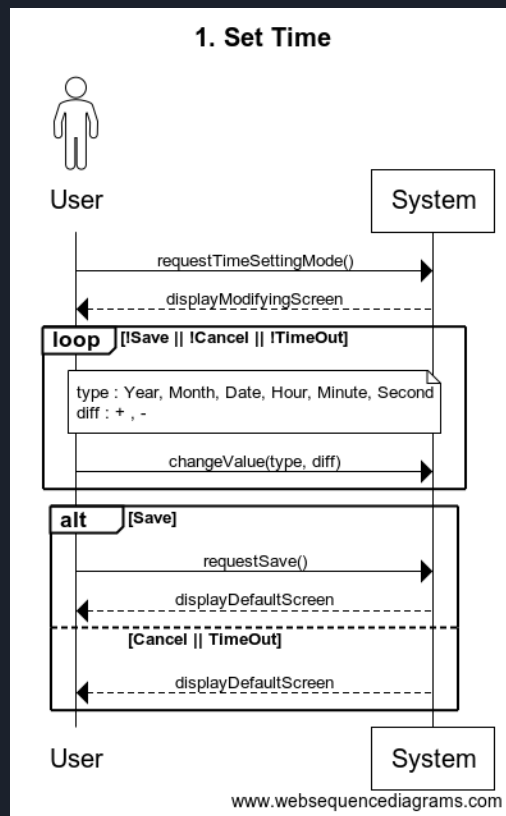 1. Set Time
User
System
requestTimeSettingMode()
displayModifyingScreen
loop [!Save || !Cancel || !TimeOut]
type : Year, Month, Date, Hour, Minute, Second
diff : + , -
changeValue(type, diff)
alt [Save]
requestSave()
displayDefaultScreen
[Cancel || TimeOut]
displayDefaultScreen
User
System
www.websequencediagrams.com